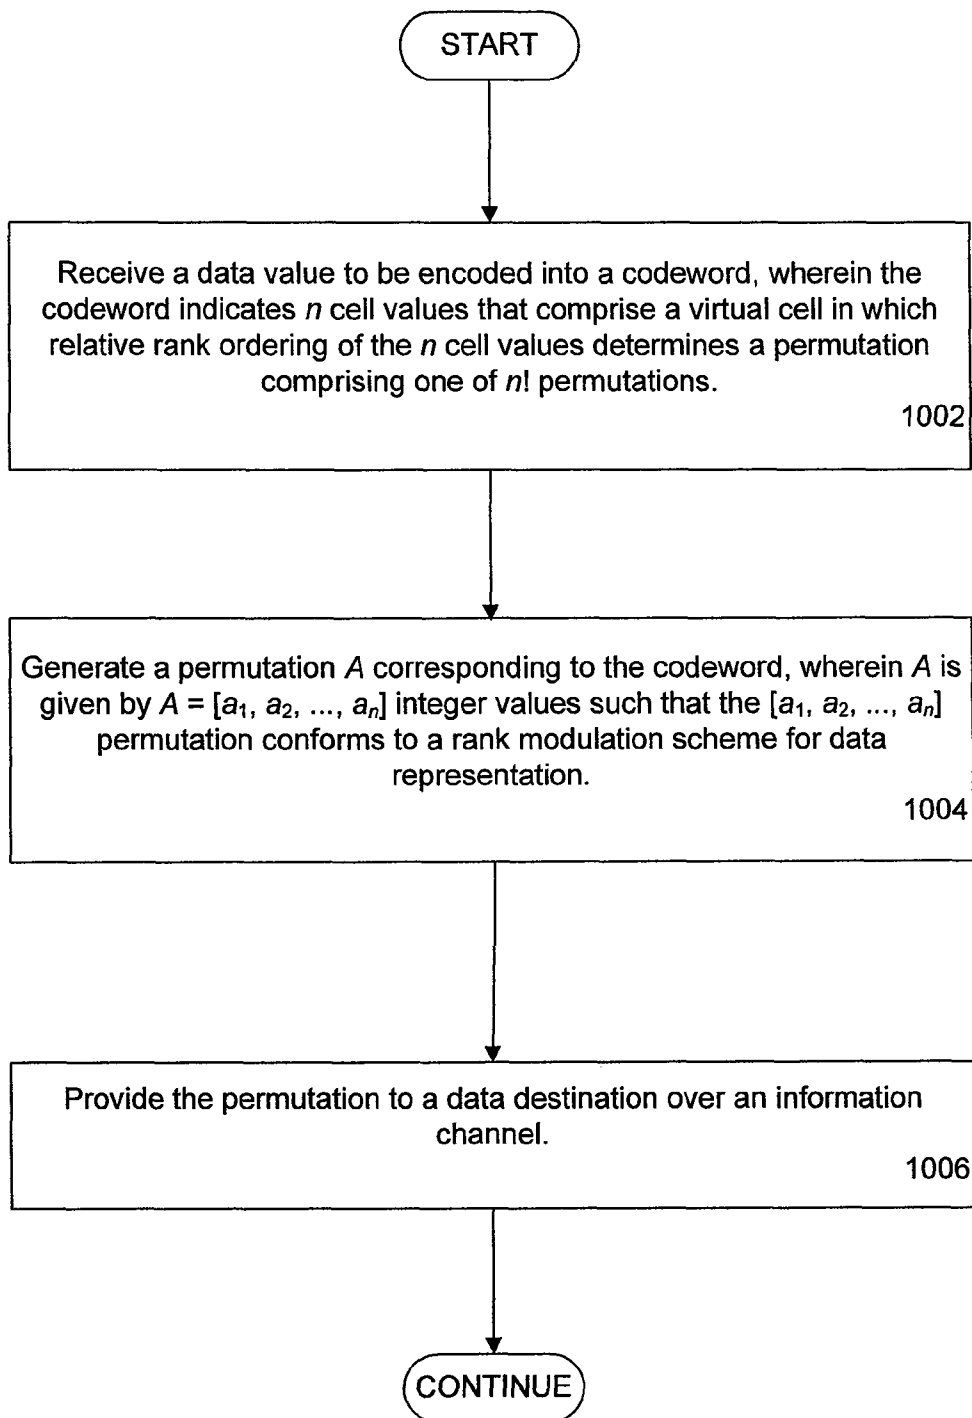 START
Receive a data value to be encoded into a codeword, wherein the
codeword indicates n cell values that comprise a virtual cell in which
relative rank ordering of the n cell values determines a permutation
comprising one of n! permutations.
1002
Generate a permutation A corresponding to the codeword, wherein A is
given by A = [a₁, a₂, ..., aₙ] integer values such that the [a₁, a₂, ..., aₙ]
permutation conforms to a rank modulation scheme for data
representation.
1004
Provide the permutation to a data destination over an information
channel.
1006
CONTINUE